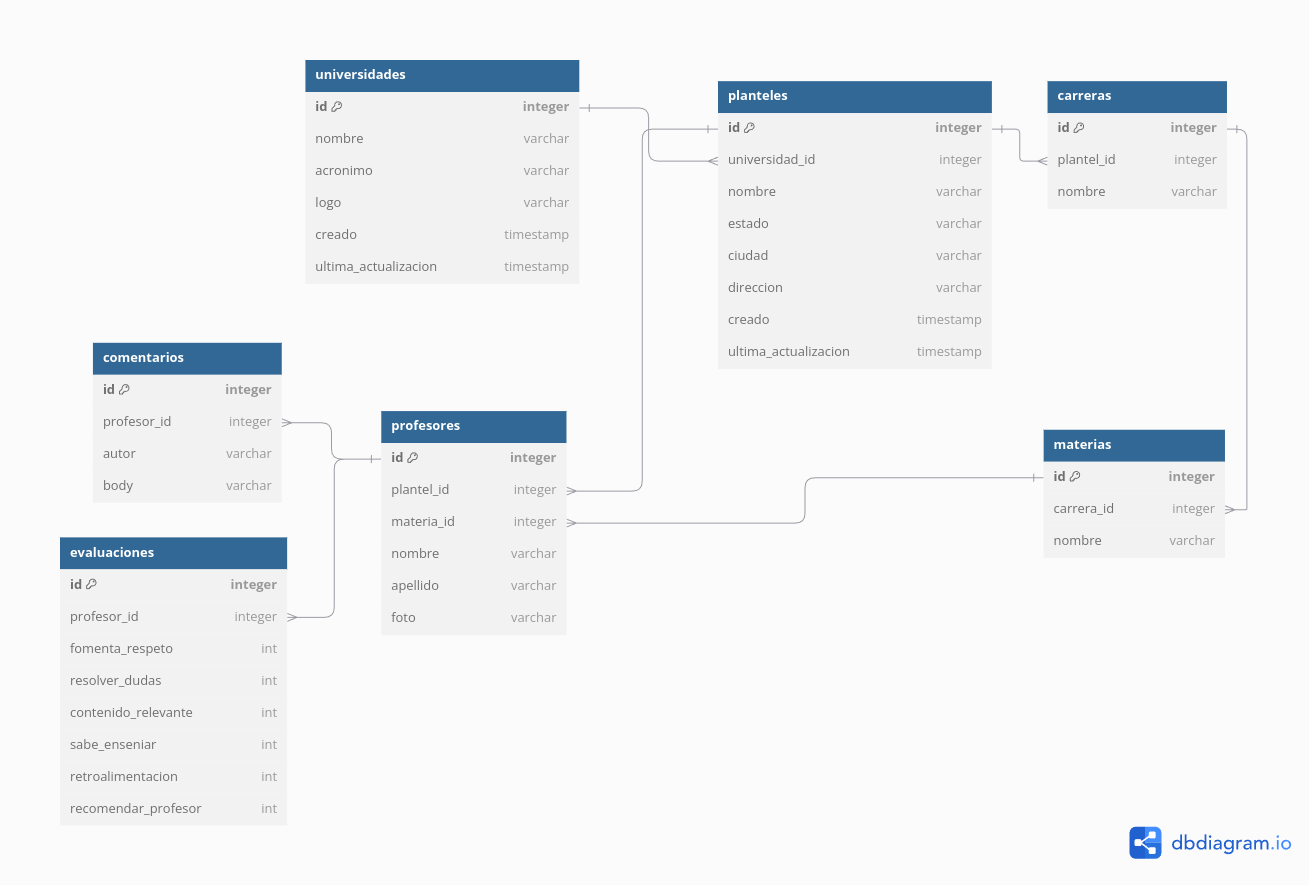 universidades
id integer
nombre varchar
acronimo varchar
logo varchar
creado timestamp
ultima_actualizacion timestamp
planteles
id integer
universidad_id integer
nombre varchar
estado varchar
ciudad varchar
direccion varchar
creado timestamp
ultima_actualizacion timestamp
carreras
id integer
plantel_id integer
nombre varchar
comentarios
id integer
profesor_id integer
autor varchar
body varchar
profesores
id integer
plantel_id integer
materia_id integer
nombre varchar
apellido varchar
foto varchar
materias
id integer
carrera_id integer
nombre varchar
evaluaciones
id integer
profesor_id integer
fomenta_respeto int
resolver_dudas int
contenido_relevante int
sabe_enseniar int
retroalimentacion int
recomendar_profesor int
dbdiagram.io